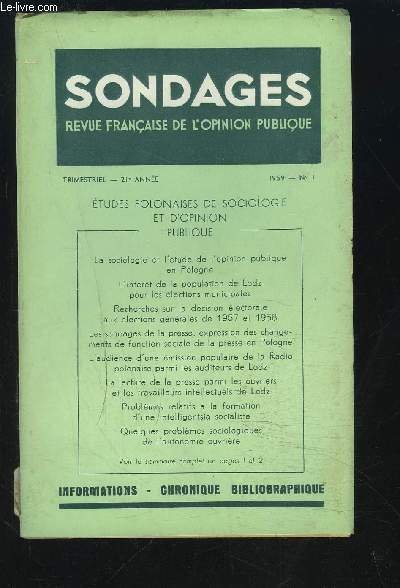 Le-livre.com
SONDAGES
REVUE FRANÇAISE DE L'OPINION PUBLIQUE
TRIMESTRIEL — 21e ANNÉE 1959 — No 1
ÉTUDES POLONAISES DE SOCIOLOGIE
ET D'OPINION
PUBLIQUE
La sociologie et l'étude de l'opinion publique
en Pologne
L'intérêt de la population de Lodz
pour les élections municipales
Recherches sur la décision électorale
aux élections générales de 1957 et 1958
Les sondages de la presse, expression des change-
ments de fonction sociale de la presse en Pologne
L'audience d'une émission populaire de la Radio
polonaise parmi les auditeurs de Lodz
La lecture de la presse parmi les ouvriers
et les travailleurs intellectuels de Lodz
Problèmes relatifs à la formation
d'une intelligentsia socialiste
Quelques problèmes sociologiques
de l'autonomie ouvrière
Voir le sommaire complet en pages 1 et 2
INFORMATIONS - CHRONIQUE BIBLIOGRAPHIQUE